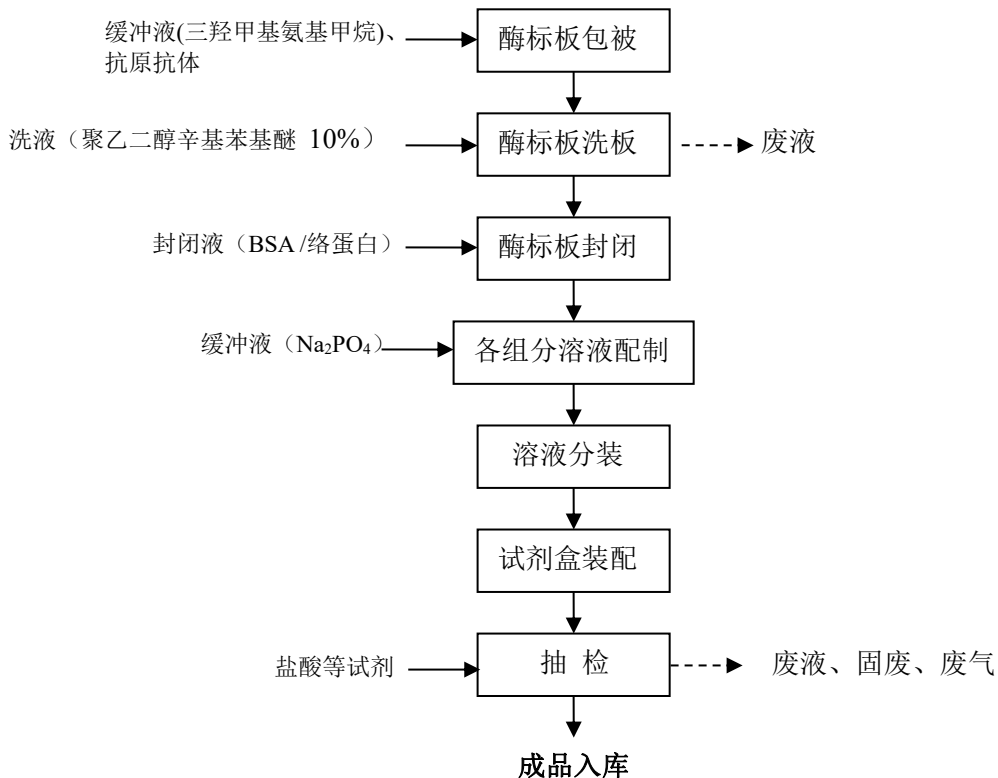 缓冲液(三羟甲基氨基甲烷)、
抗原抗体
酶标板包被
洗液（聚乙二醇辛基苯基醚 10%）
酶标板洗板
废液
封闭液（BSA /络蛋白）
酶标板封闭
缓冲液（Na₂PO₄）
各组分溶液配制
溶液分装
试剂盒装配
盐酸等试剂
抽 检
废液、固废、废气
成品入库